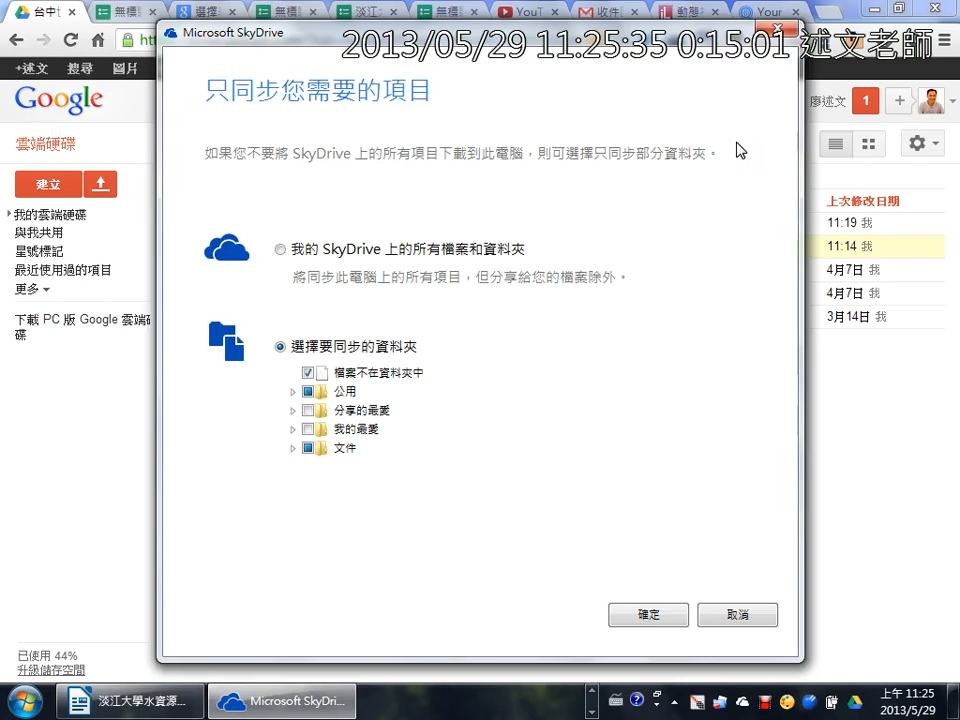 台中t
無標題
選擇
無標
淡江
無標
YouT
收件
動態
Your
htt
Microsoft SkyDrive
2013/05/29 11:25:35 0:15:01 述文老師
+述文 搜尋 圖片
Google
廖述文 1
只同步您需要的項目
雲端硬碟
如果您不要將 SkyDrive 上的所有項目下載到此電腦，則可選擇只同步部分資料夾。
建立
上次修改日期
我的雲端硬碟
11:19 我
與我共用
11:14 我
星號標記
我的 SkyDrive 上的所有檔案和資料夾
4月7日 我
最近使用過的項目
將同步此電腦上的所有項目，但分享給您的檔案除外。
更多
4月7日 我
下載 PC 版 Google 雲端硬
碟
3月14日 我
選擇要同步的資料夾
檔案不在資料夾中
公用
分享的最愛
我的最愛
文件
確定
取消
已使用 44%
升級儲存空間
淡江大學水資源...
Microsoft SkyDri...
上午 11:25
2013/5/29